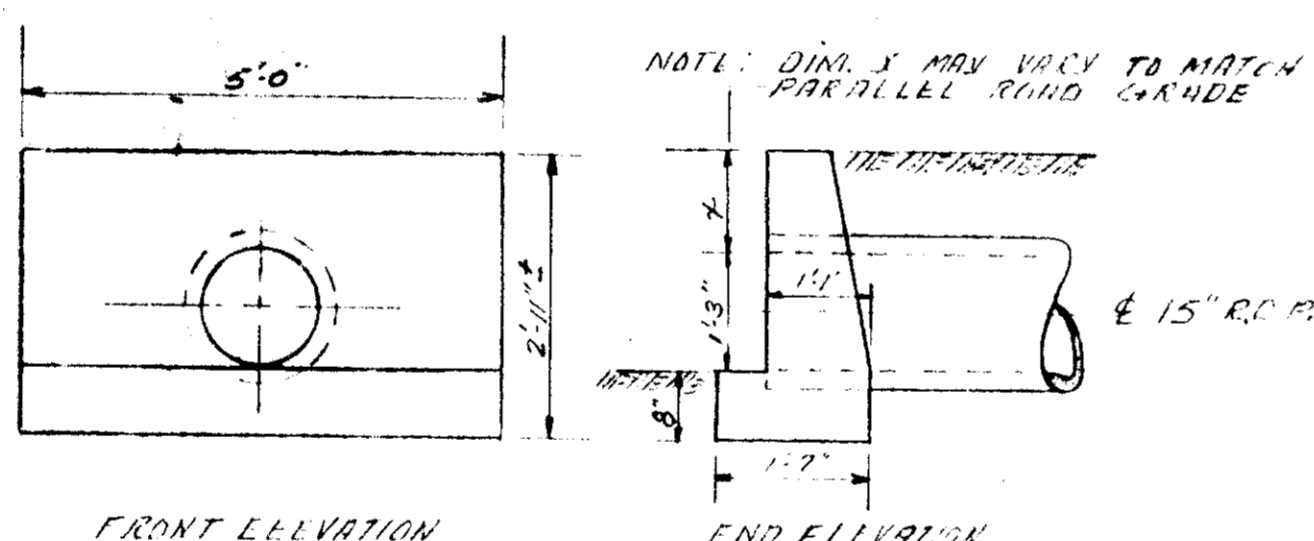 5'-0"
NOTE: DIM. X MAY VARY TO MATCH
PARALLEL ROAD GRADE
X
1'-3"
1'-1"
2'-11" ±
℄ 15" R.C.P.
8"
1'-7"
FRONT ELEVATION
END ELEVATION